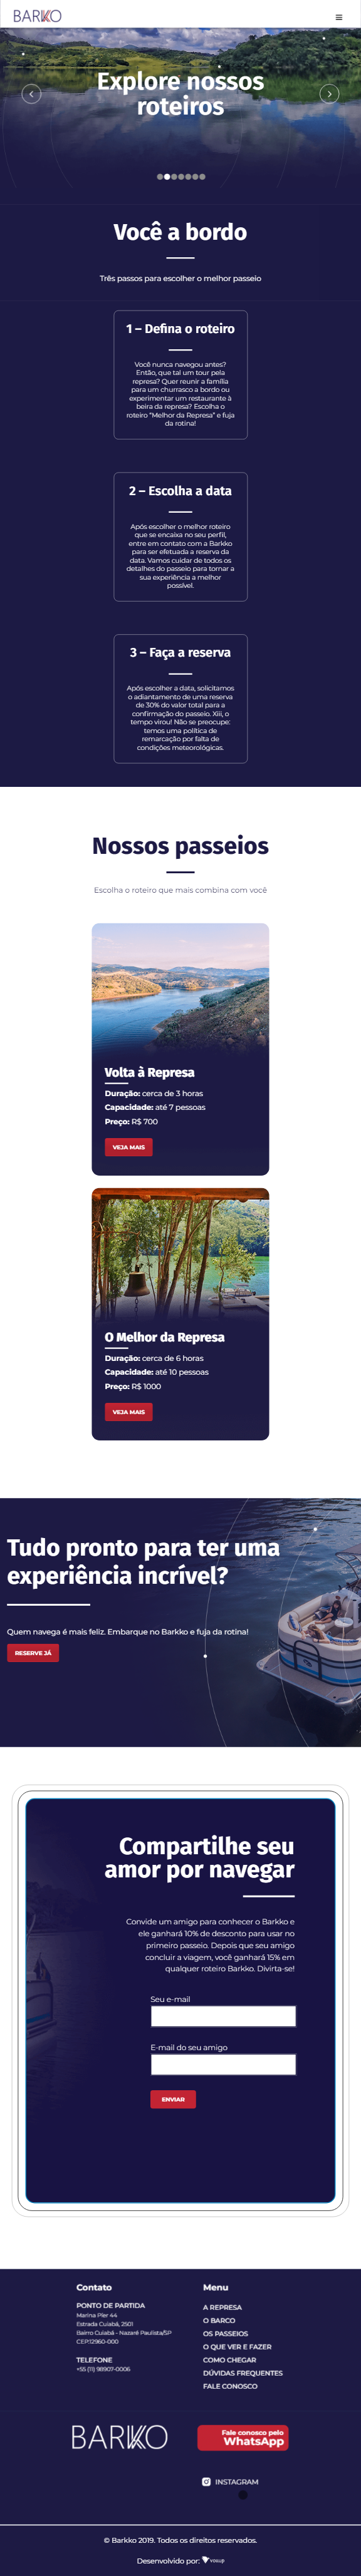 BARKKO
Explore nossos
roteiros
Você a bordo
Três passos para escolher o melhor passeio
1 – Defina o roteiro
Você nunca navegou antes?
Então, que tal um tour pela
represa? Quer reunir a família
para um churrasco a bordo ou
experimentar um restaurante à
beira da represa? Escolha o
roteiro “Melhor da Represa” e fuja
da rotina!
2 – Escolha a data
Após escolher o melhor roteiro
que se encaixa no seu perfil,
entre em contato com a Barkko
para ser efetuada a reserva da
data. Vamos cuidar de todos os
detalhes do passeio para tornar a
sua experiência a melhor
possível.
3 – Faça a reserva
Após escolher a data, solicitamos
o adiantamento de uma reserva
de 30% do valor total para a
confirmação do passeio. Xiii, o
tempo virou! Não se preocupe:
temos uma política de
remarcação por falta de
condições meteorológicas.
Nossos passeios
Escolha o roteiro que mais combina com você
Volta à Represa
Duração: cerca de 3 horas
Capacidade: até 7 pessoas
Preço: R$ 700
VEJA MAIS
O Melhor da Represa
Duração: cerca de 6 horas
Capacidade: até 10 pessoas
Preço: R$ 1000
VEJA MAIS
Tudo pronto para ter uma
experiência incrível?
Quem navega é mais feliz. Embarque no Barkko e fuja da rotina!
RESERVE JÁ
Compartilhe seu
amor por navegar
Convide um amigo para conhecer o Barkko e
ele ganhará 10% de desconto para usar no
primeiro passeio. Depois que seu amigo
concluir a viagem, você ganhará 15% em
qualquer roteiro Barkko. Divirta-se!
Seu e-mail
E-mail do seu amigo
ENVIAR
Contato
PONTO DE PARTIDA
Marina Píer 44
Estrada Cuiabá, 2501
Bairro Cuiabá - Nazaré Paulista/SP
CEP:12960-000
TELEFONE
+55 (11) 98907-0006
Menu
A REPRESA
O BARCO
OS PASSEIOS
O QUE VER E FAZER
COMO CHEGAR
DÚVIDAS FREQUENTES
FALE CONOSCO
BARKKO
Fale conosco pelo
WhatsApp
INSTAGRAM
© Barkko 2019. Todos os direitos reservados.
Desenvolvido por: